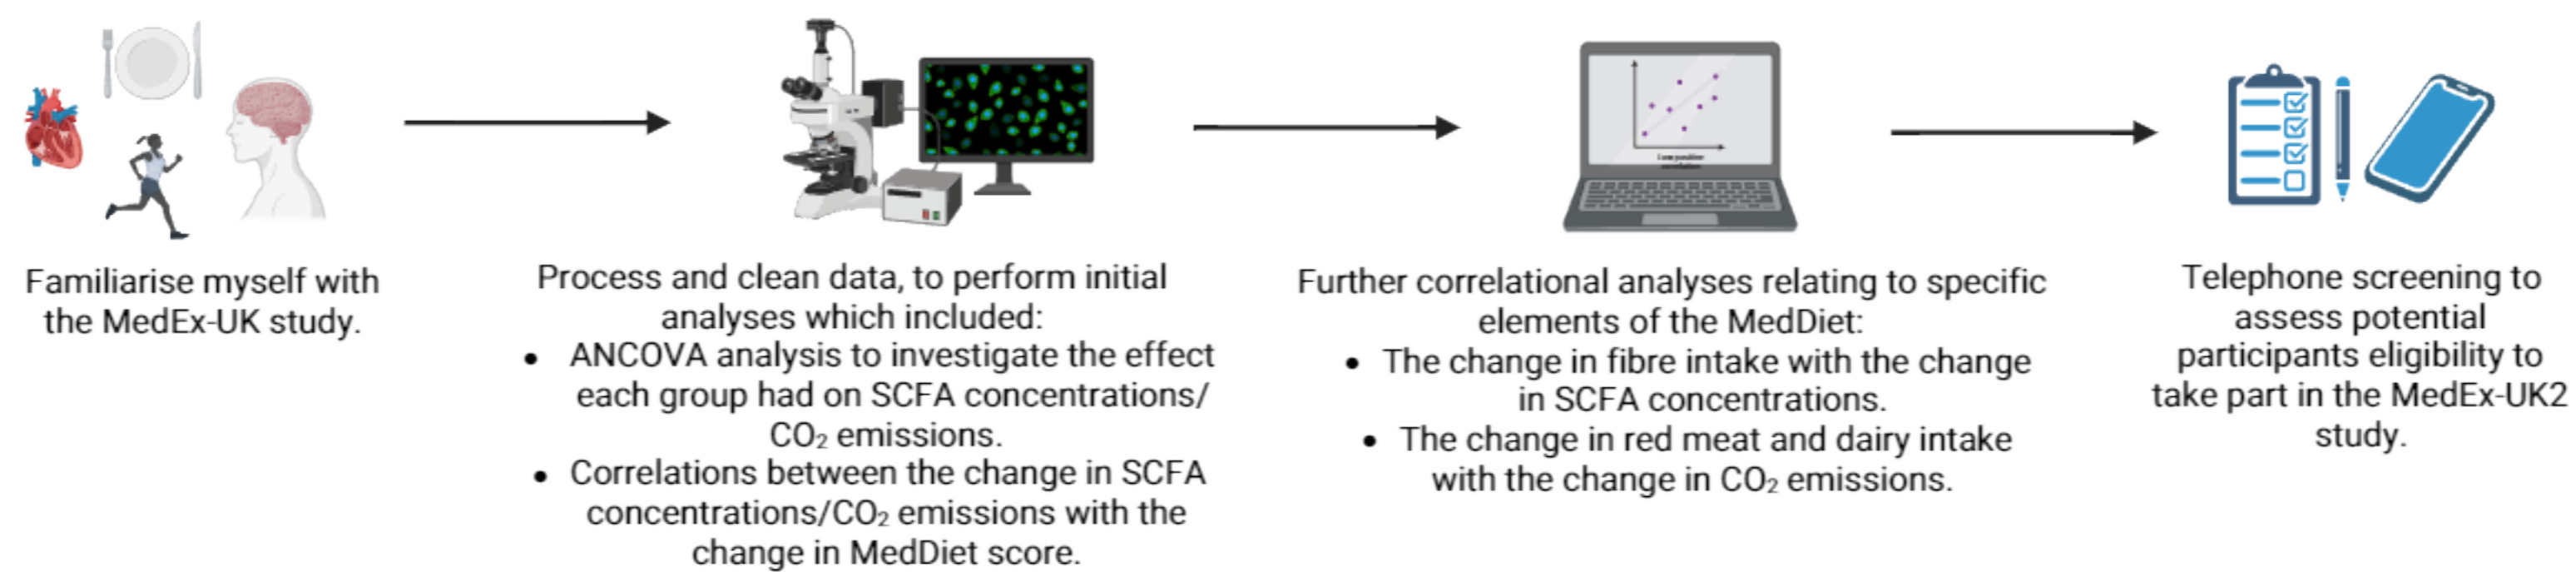 Familiarise myself with
the MedEx-UK study.
Process and clean data, to perform initial
analyses which included:
• ANCOVA analysis to investigate the effect
each group had on SCFA concentrations/
CO₂ emissions.
• Correlations between the change in SCFA
concentrations/CO₂ emissions with the
change in MedDiet score.
Low positive
correlation
Further correlational analyses relating to specific
elements of the MedDiet:
• The change in fibre intake with the change
in SCFA concentrations.
• The change in red meat and dairy intake
with the change in CO₂ emissions.
Telephone screening to
assess potential
participants eligibility to
take part in the MedEx-UK2
study.